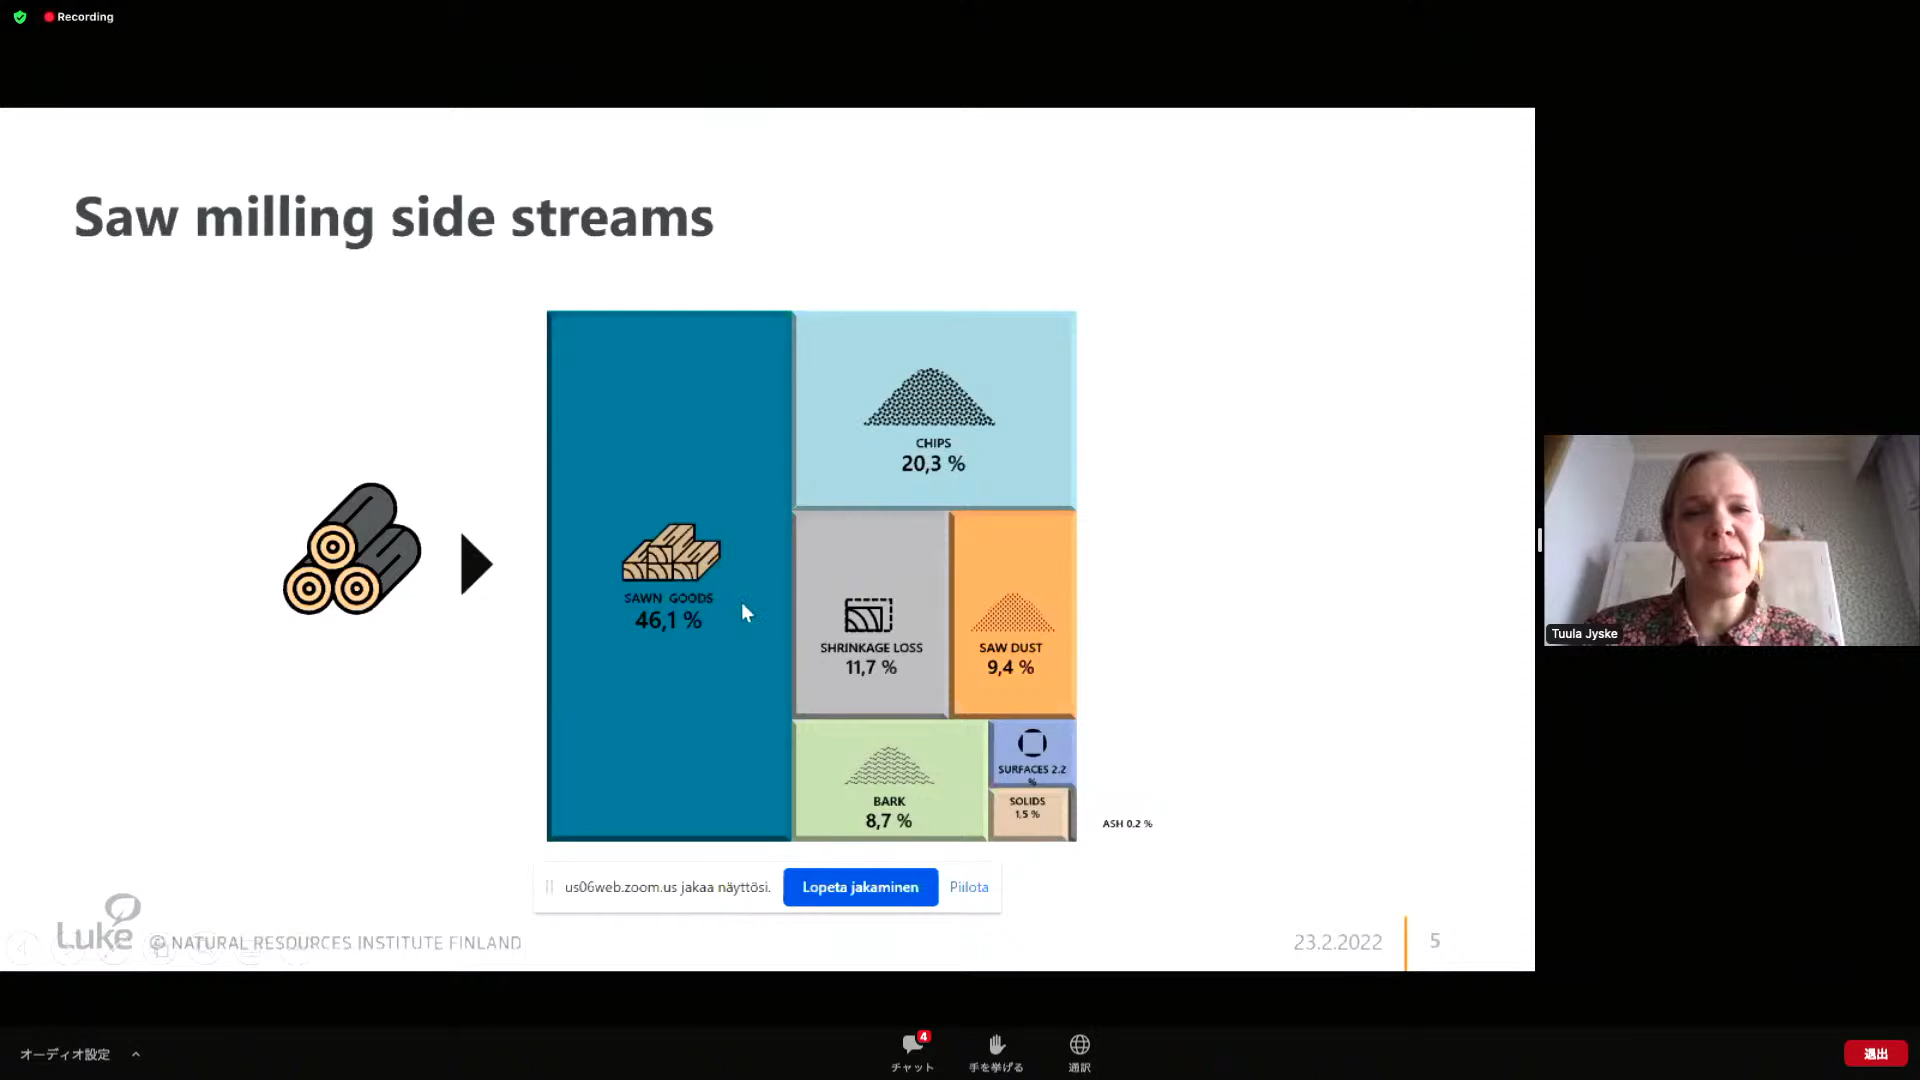 Recording
Saw milling side streams
CHIPS
20,3 %
SAWN GOODS
46,1 %
SHRINKAGE LOSS
11,7 %
SAW DUST
9,4 %
BARK
8,7 %
SURFACES 2.2
%
SOLIDS
1,5 %
ASH 0,2 %
Tuula Jyske
us06web.zoom.us jakaa näyttösi.
Lopeta jakaminen
Piilota
Luke
© NATURAL RESOURCES INSTITUTE FINLAND
23.2.2022
5
オーディオ設定
4
チャット
手を挙げる
通訳
退出